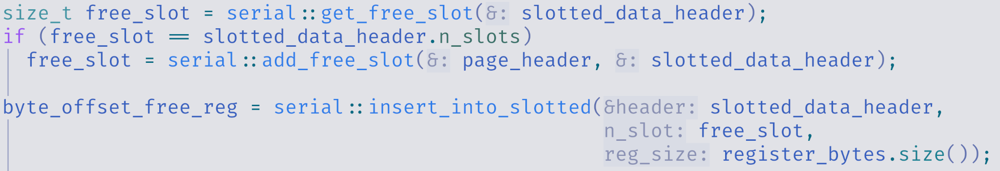 size_t free_slot = serial::get_free_slot(&: slotted_data_header);
if (free_slot == slotted_data_header.n_slots)
free_slot = serial::add_free_slot(&: page_header, &: slotted_data_header);
byte_offset_free_reg = serial::insert_into_slotted(&header: slotted_data_header,
n_slot: free_slot,
reg_size: register_bytes.size());